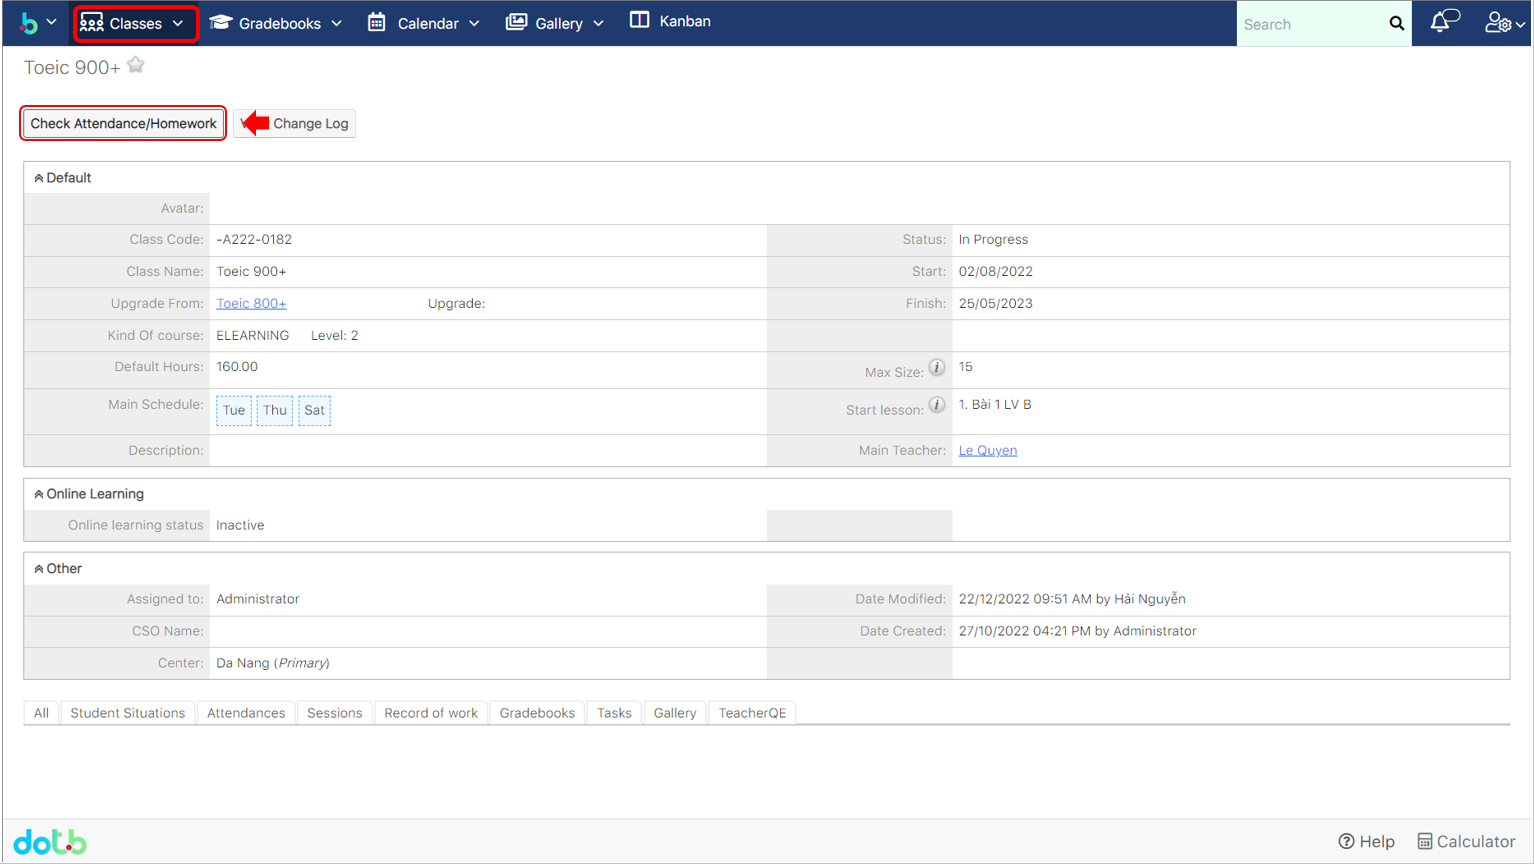 Classes Gradebooks Calendar Gallery Kanban Search
Toeic 900+
Check Attendance/Homework Change Log
Default
Avatar:
Class Code: -A222-0182 Status: In Progress
Class Name: Toeic 900+ Start: 02/08/2022
Upgrade From: Toeic 800+ Upgrade: Finish: 25/05/2023
Kind Of course: ELEARNING Level: 2
Default Hours: 160.00 Max Size: i 15
Main Schedule: Tue Thu Sat Start lesson: i 1. Bài 1 LV B
Description: Main Teacher: Le Quyen
Online Learning
Online learning status Inactive
Other
Assigned to: Administrator Date Modified: 22/12/2022 09:51 AM by Hải Nguyễn
CSO Name: Date Created: 27/10/2022 04:21 PM by Administrator
Center: Da Nang (Primary)
All Student Situations Attendances Sessions Record of work Gradebooks Tasks Gallery TeacherQE
dotb Help Calculator